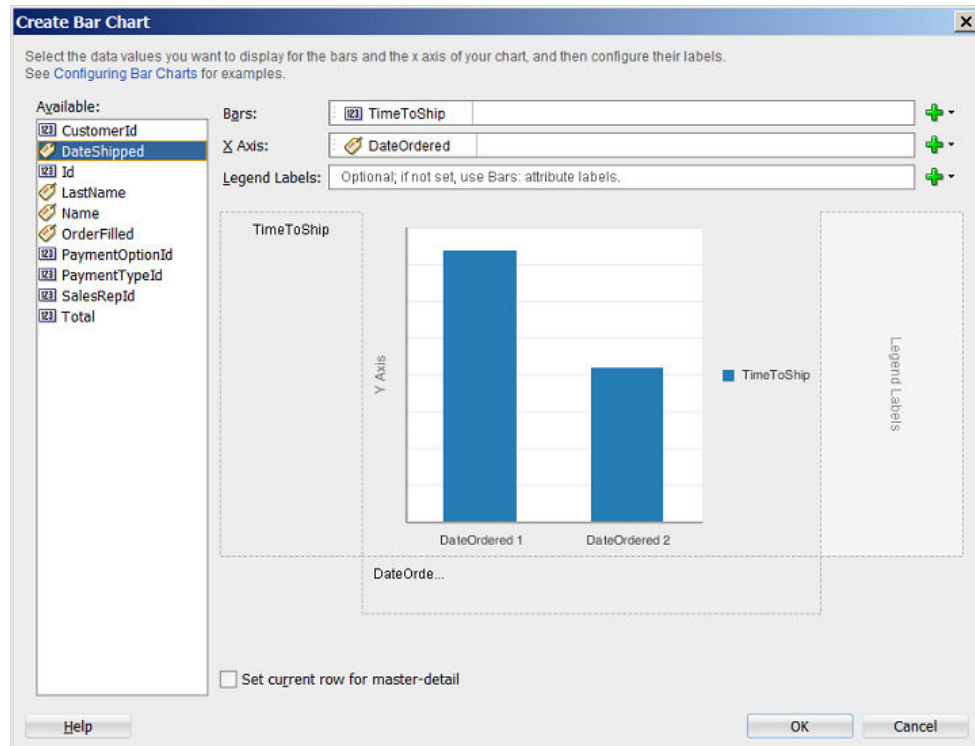 Create Bar Chart
Select the data values you want to display for the bars and the x axis of your chart, and then configure their labels.
See Configuring Bar Charts for examples.
Available:
CustomerId
DateShipped
Id
LastName
Name
OrderFilled
PaymentOptionId
PaymentTypeId
SalesRepId
Total
Bars: TimeToShip
X Axis: DateOrdered
Legend Labels: Optional; if not set, use Bars: attribute labels.
TimeToShip
Y Axis
TimeToShip
Legend Labels
DateOrdered 1 DateOrdered 2
DateOrde...
Set current row for master-detail
Help OK Cancel